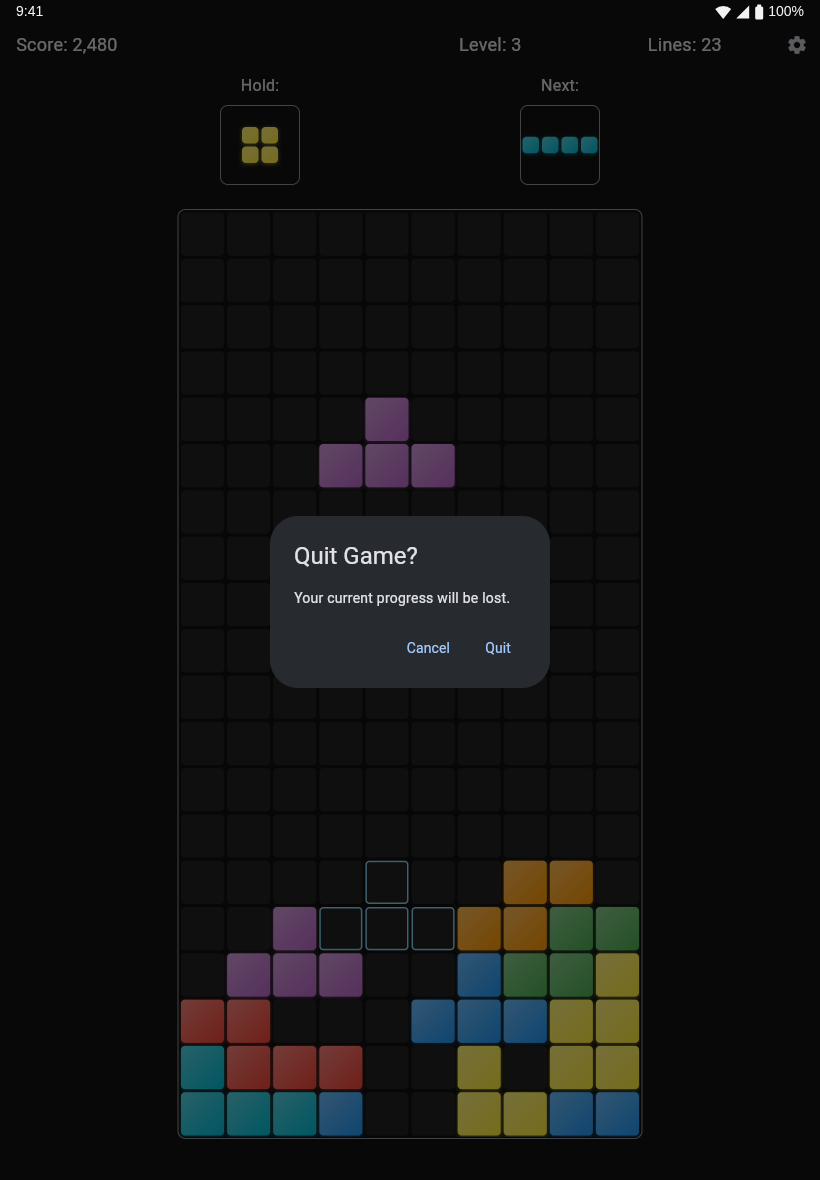 9:41 100%
Score: 2,480 Level: 3 Lines: 23
Hold: Next:
Quit Game?
Your current progress will be lost.
Cancel Quit